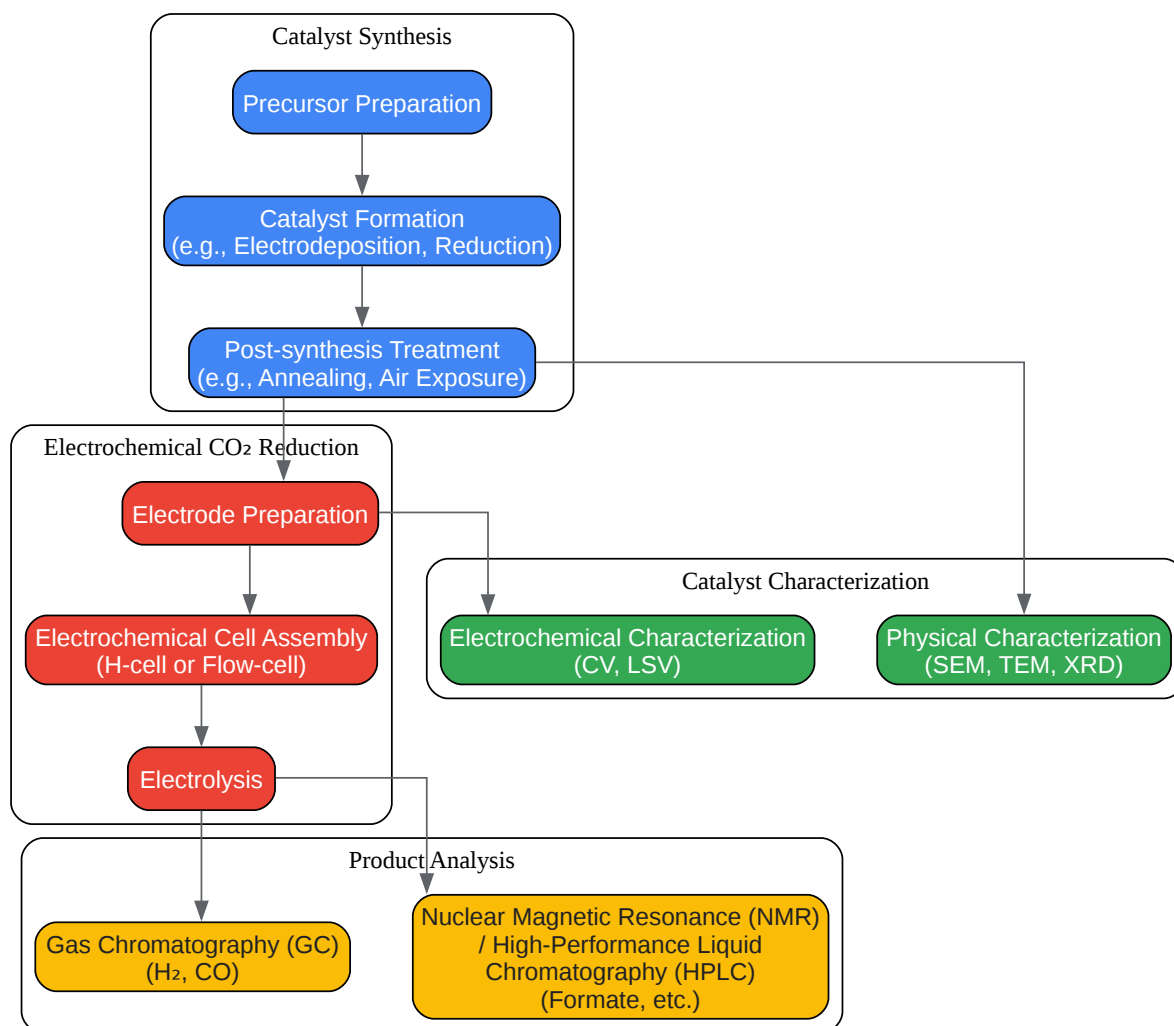 Catalyst Synthesis
Precursor Preparation
Catalyst Formation
(e.g., Electrodeposition, Reduction)
Post-synthesis Treatment
(e.g., Annealing, Air Exposure)
Electrochemical CO₂ Reduction
Electrode Preparation
Electrochemical Cell Assembly
(H-cell or Flow-cell)
Electrolysis
Catalyst Characterization
Electrochemical Characterization
(CV, LSV)
Physical Characterization
(SEM, TEM, XRD)
Product Analysis
Gas Chromatography (GC)
(H₂, CO)
Nuclear Magnetic Resonance (NMR)
/ High-Performance Liquid
Chromatography (HPLC)
(Formate, etc.)